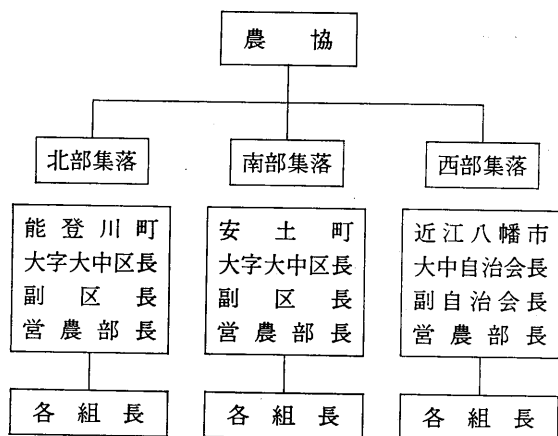 農協
北部集落
南部集落
西部集落
能登川町
大字大中区長
副区長
営農部長
安土町
大字大中区長
副区長
営農部長
近江八幡市
大中自治会長
副自治会長
営農部長
各組長
各組長
各組長